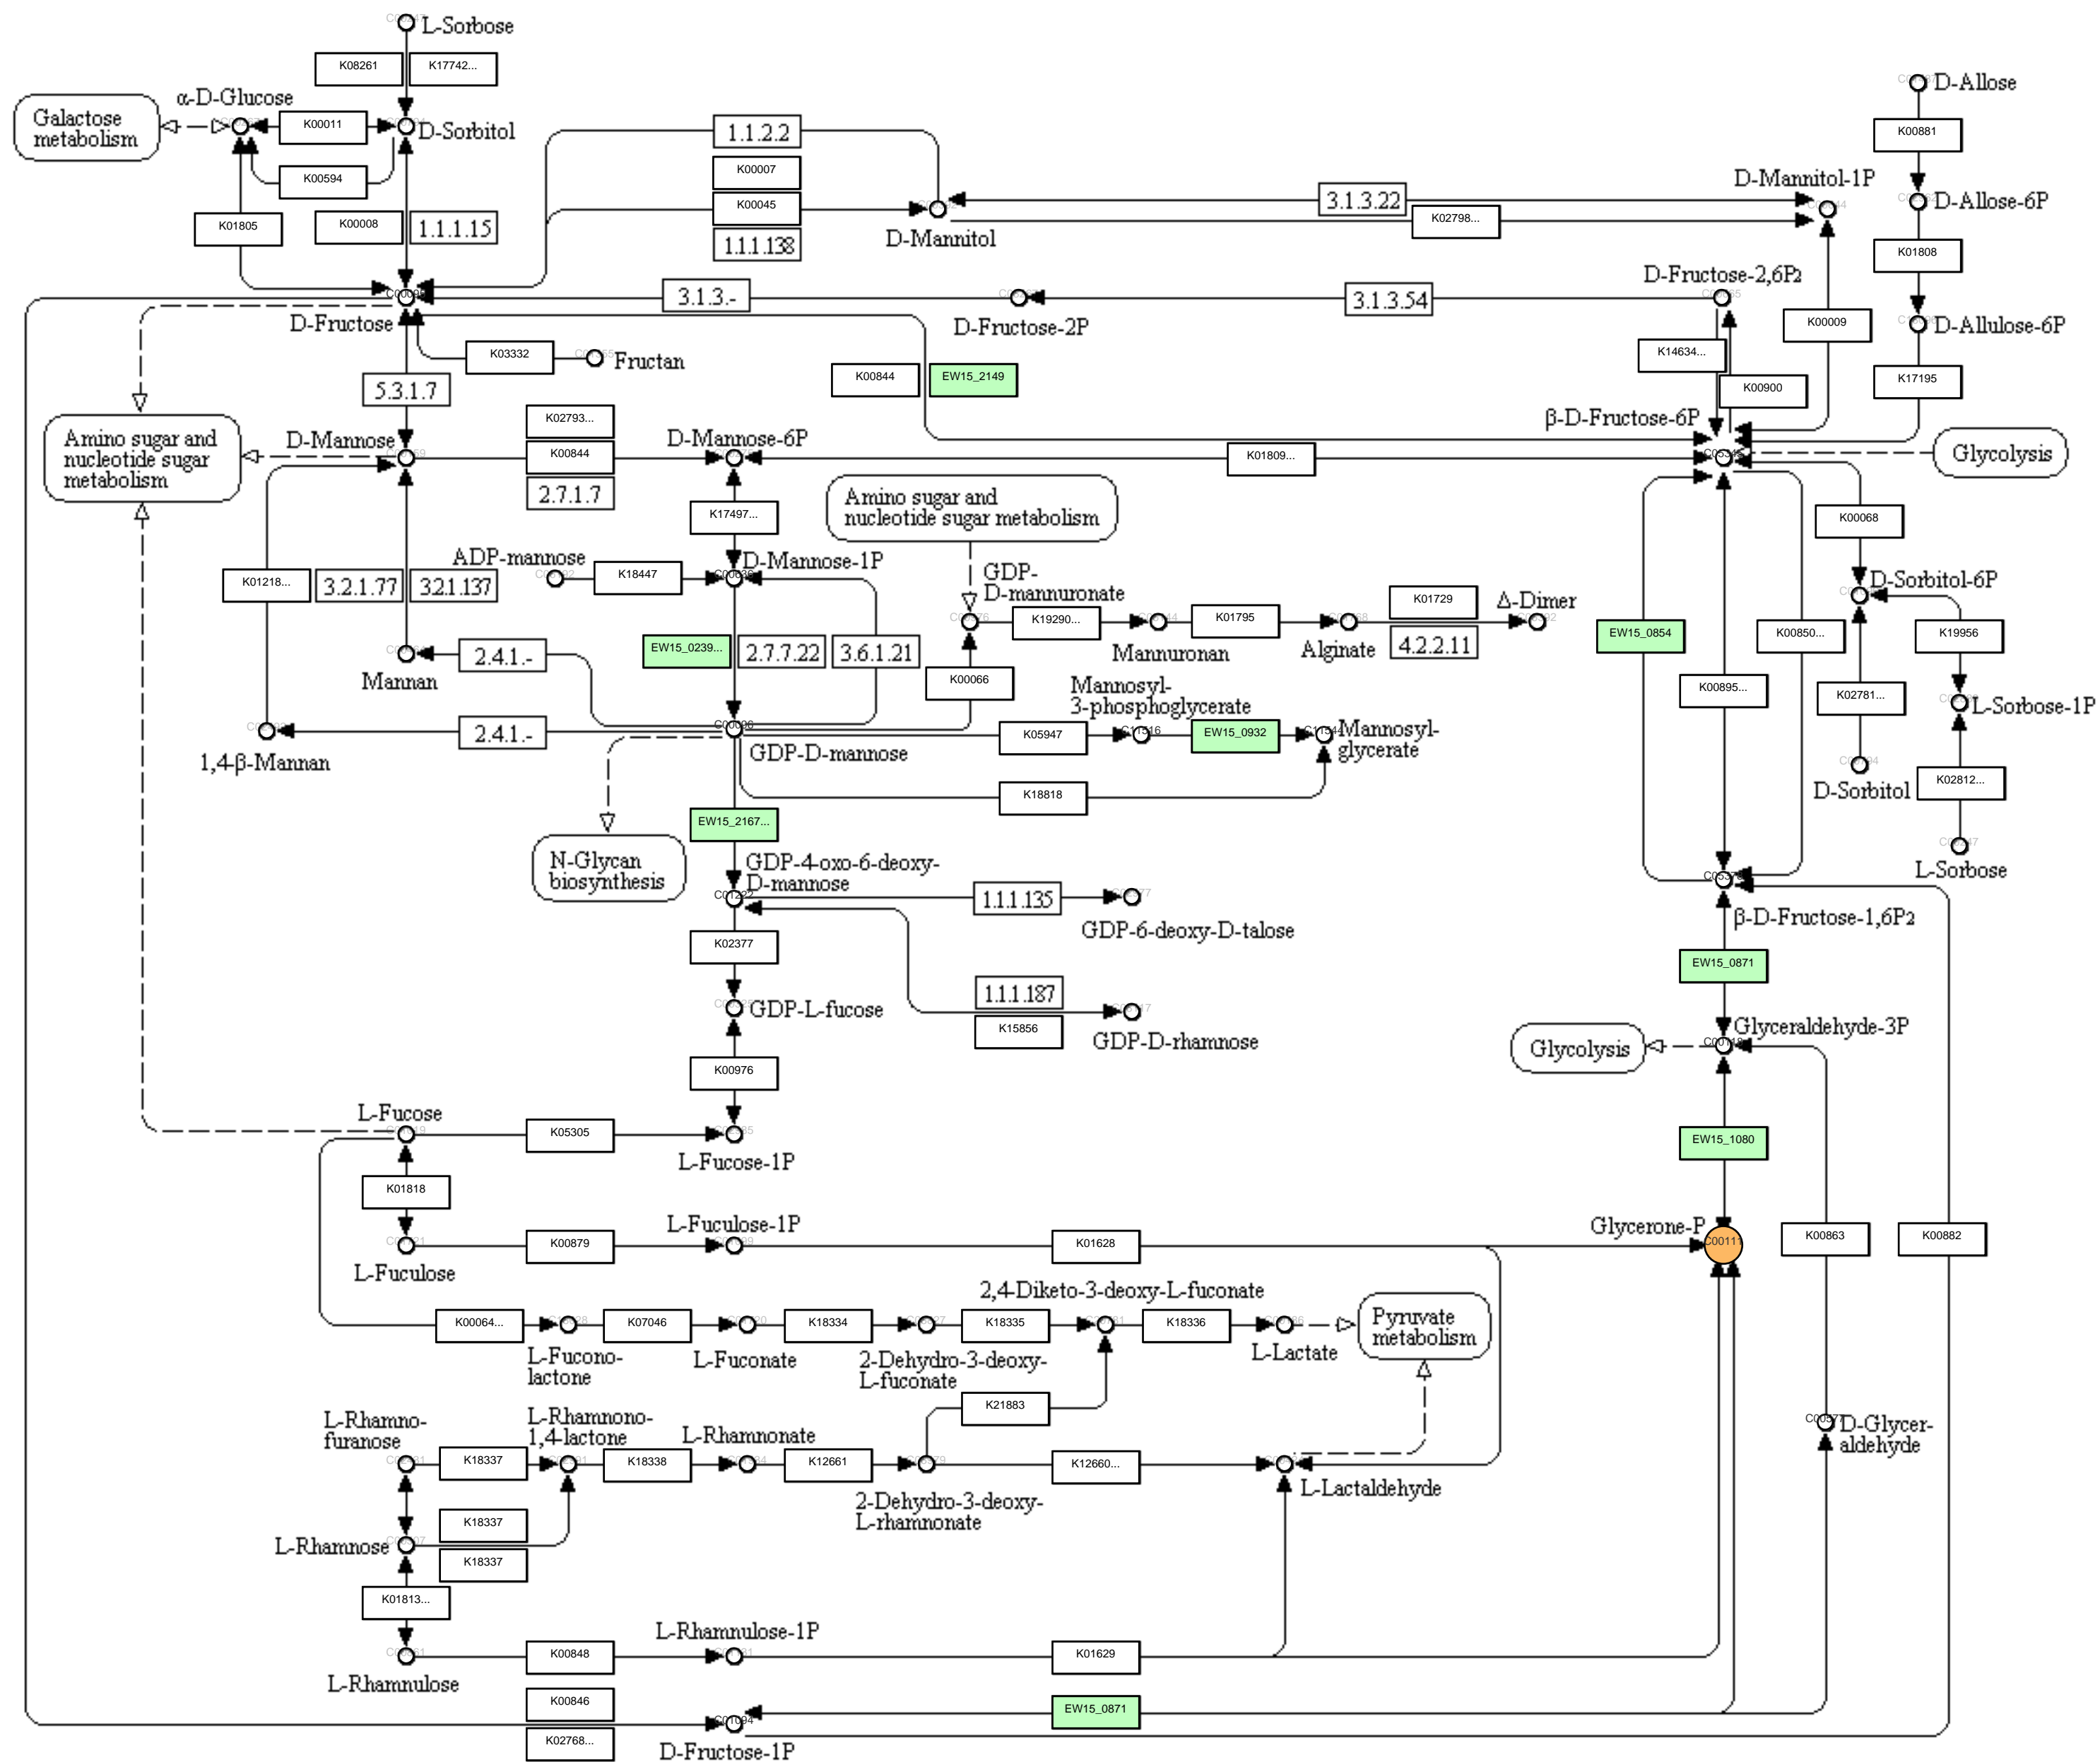 L-Sorbose
K08261
K17742...
α-D-Glucose
Galactose
metabolism
K00011
D-Sorbitol
K00594
K01805
K00008
1.1.1.15
1.1.2.2
K00007
K00045
1.1.1.138
D-Mannitol
3.1.3.22
K02798...
D-Mannitol-1P
D-Allose
K00881
D-Allose-6P
K01808
D-Allulose-6P
K17195
D-Fructose
3.1.3.-
D-Fructose-2P
3.1.3.54
D-Fructose-2,6P2
K00009
K14634...
K00900
K03332
Fructan
K00844
EW15_2149
5.3.1.7
β-D-Fructose-6P
Amino sugar and
nucleotide sugar
metabolism
D-Mannose
K02793...
K00844
2.7.1.7
D-Mannose-6P
K01809...
Glycolysis
K17497...
Amino sugar and
nucleotide sugar metabolism
K00068
ADP-mannose
K18447
D-Mannose-1P
GDP-
D-mannuronate
K01218...
3.2.1.77
3.2.1.137
K19290...
Mannuronan
K01795
Alginate
K01729
4.2.2.11
Δ-Dimer
D-Sorbitol-6P
EW15_0854
K00850...
K19956
Mannan
2.4.1.-
EW15_0239...
2.7.7.22
3.6.1.21
K00066
K00895...
K02781...
L-Sorbose-1P
1,4-β-Mannan
2.4.1.-
C00096
GDP-D-mannose
K05947
Mannosyl-
3-phosphoglycerate
C11516
EW15_0932
C11544
Mannosyl-
glycerate
K18818
D-Sorbitol
K02812...
L-Sorbose
EW15_2167...
N-Glycan
biosynthesis
GDP-4-oxo-6-deoxy-
D-mannose
C01222
1.1.1.135
GDP-6-deoxy-D-talose
C05378
β-D-Fructose-1,6P2
K02377
EW15_0871
GDP-L-fucose
1.1.1.187
K15856
GDP-D-rhamnose
Glycolysis
Glyceraldehyde-3P
C00118
K00976
L-Fucose
K05305
L-Fucose-1P
EW15_1080
K01818
L-Fuculose
K00879
L-Fuculose-1P
K01628
Glycerone-P
C00111
K00863
K00882
2,4-Diketo-3-deoxy-L-fuconate
K00064...
L-Fucono-
lactone
K07046
L-Fuconate
K18334
2-Dehydro-3-deoxy-
L-fuconate
K18335
K18336
L-Lactate
Pyruvate
metabolism
K21883
L-Rhamno-
furanose
K18337
L-Rhamnono-
1,4-lactone
K18338
L-Rhamnonate
K12661
2-Dehydro-3-deoxy-
L-rhamnonate
K12660...
L-Lactaldehyde
C00577
D-Glycer-
aldehyde
L-Rhamnose
K18337
K18337
K01813...
L-Rhamnulose
K00848
L-Rhamnulose-1P
K01629
K00846
K02768...
C01094
D-Fructose-1P
EW15_0871